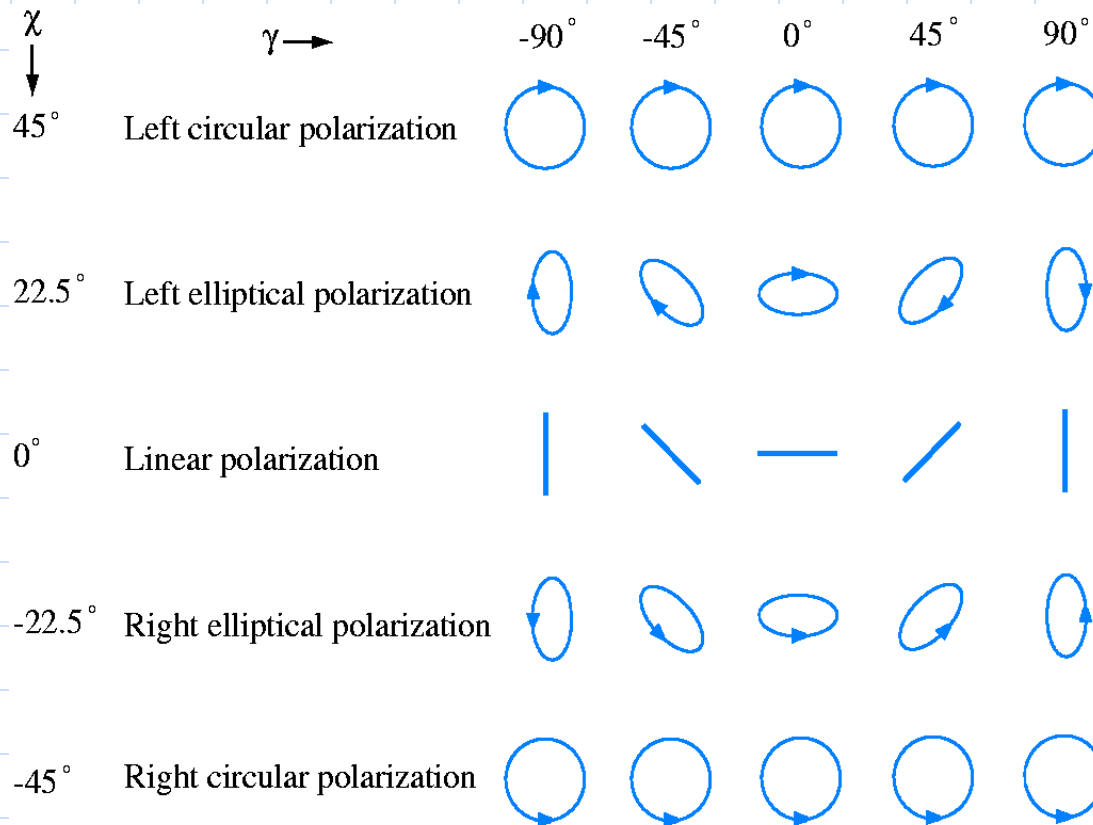 χ
γ → -90° -45° 0° 45° 90°
45° Left circular polarization
22.5° Left elliptical polarization
0° Linear polarization
-22.5° Right elliptical polarization
-45° Right circular polarization